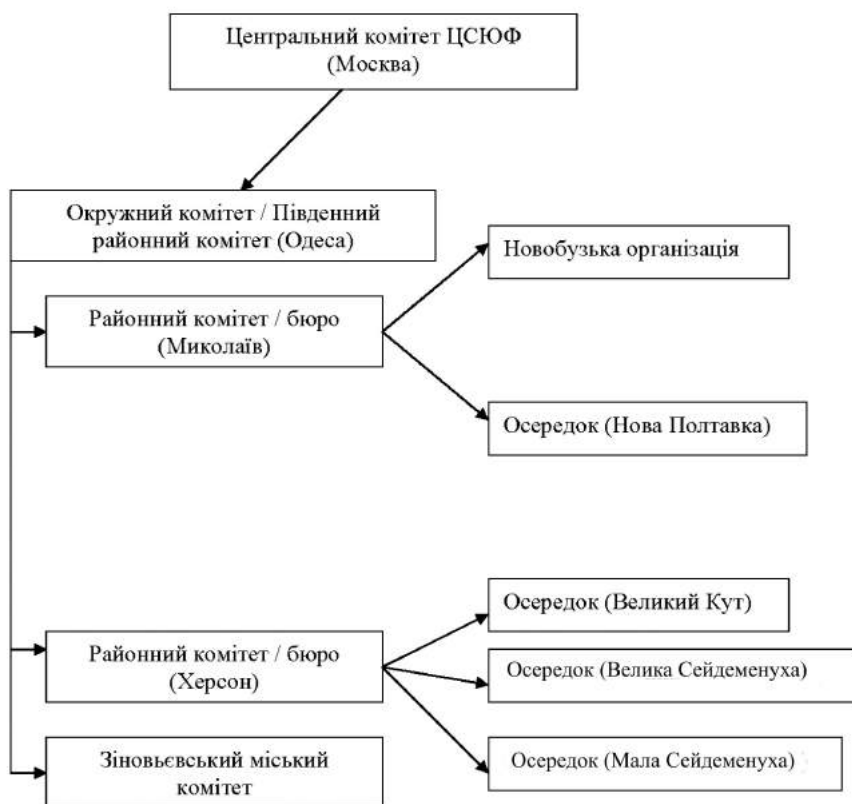 Центральний комітет ЦСЮФ
(Москва)
Окружний комітет / Південний
районний комітет (Одеса)
Новобузька організація
Районний комітет / бюро
(Миколаїв)
Осередок (Нова Полтавка)
Осередок (Великий Кут)
Районний комітет / бюро
(Херсон)
Осередок (Велика Сейдеменуха)
Зіновьєвський міський
комітет
Осередок (Мала Сейдеменуха)